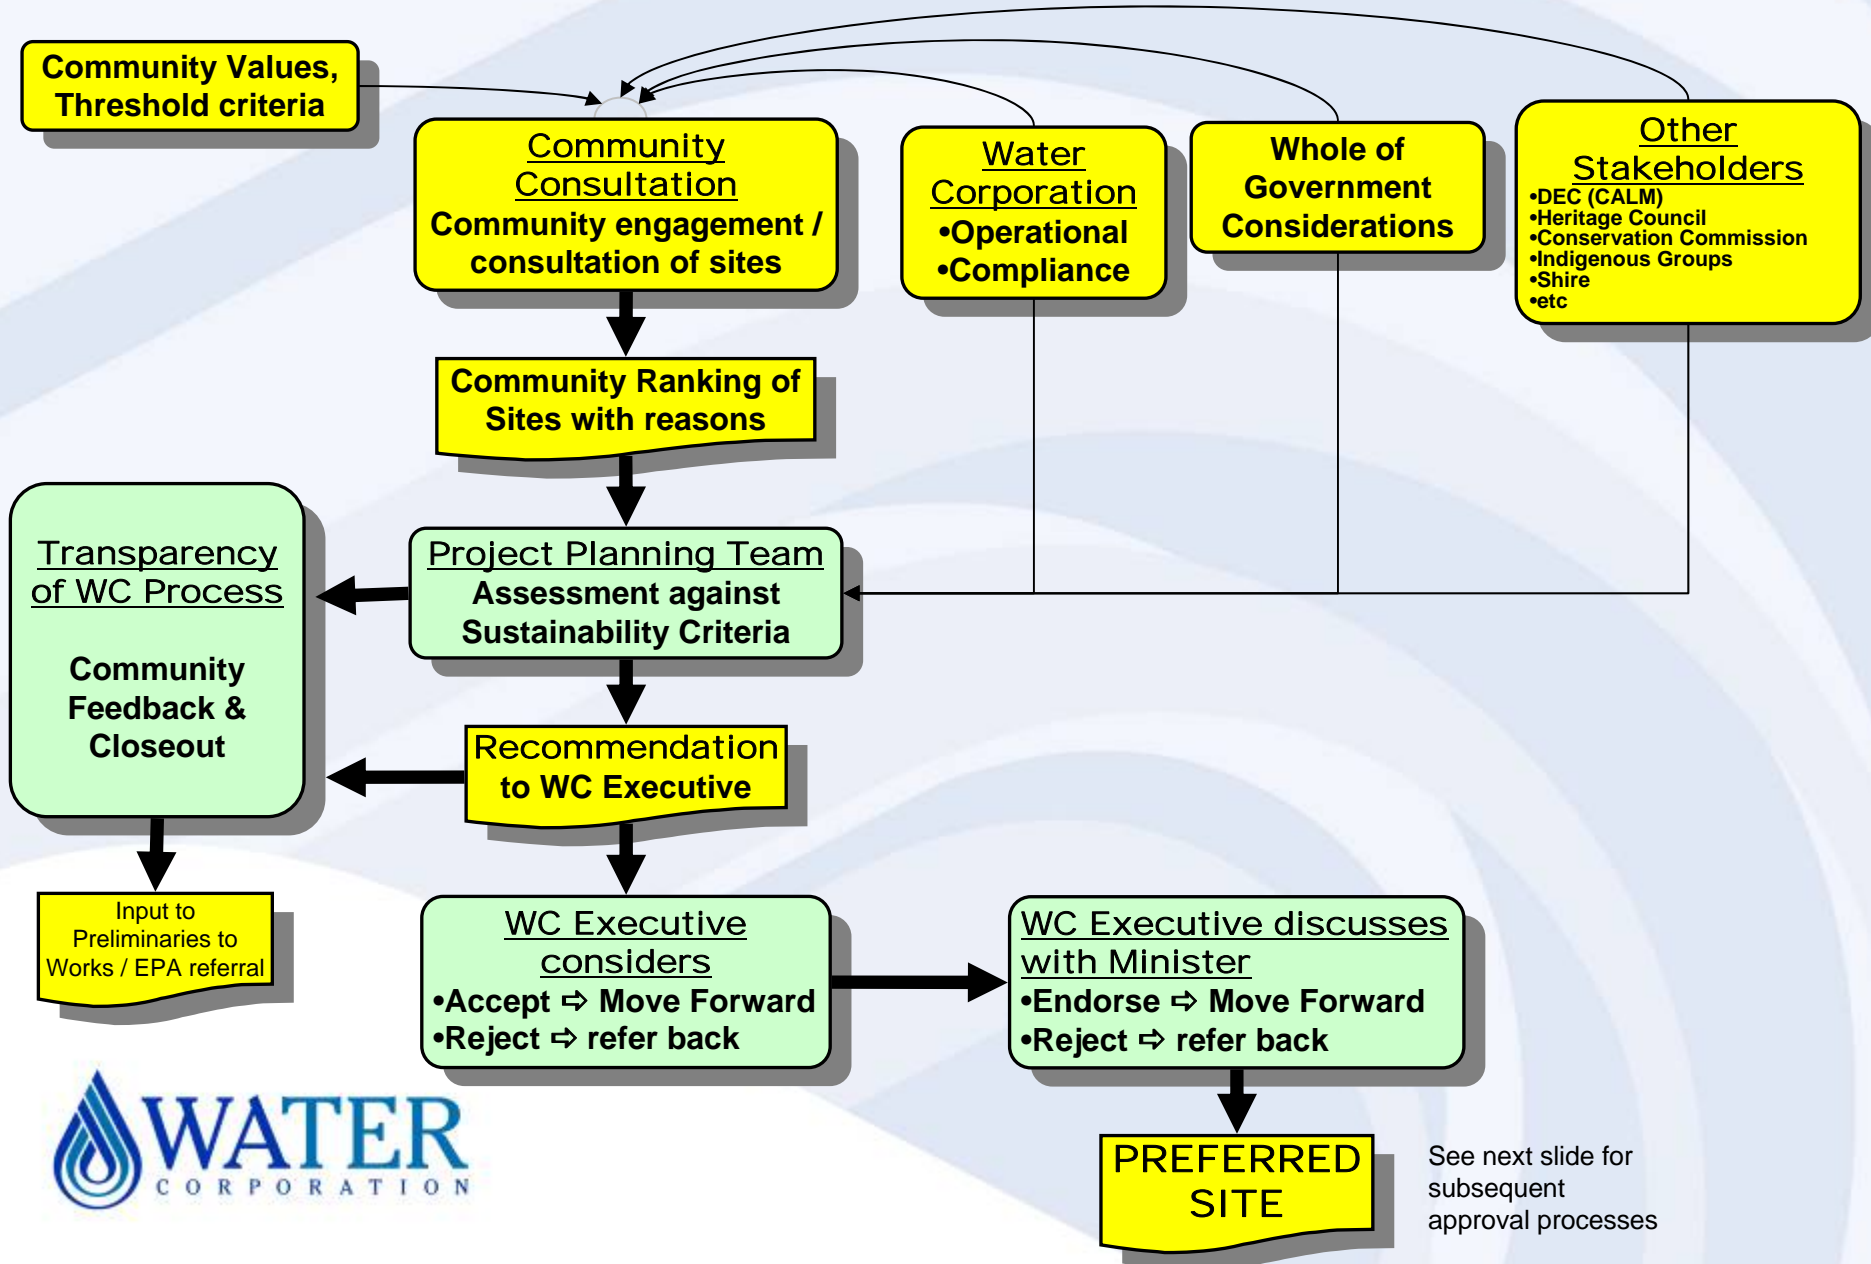 Community Values,
Threshold criteria
Community
Consultation
Community engagement /
consultation of sites
Water
Corporation
•Operational
•Compliance
Whole of
Government
Considerations
Other
Stakeholders
•DEC (CALM)
•Heritage Council
•Conservation Commission
•Indigenous Groups
•Shire
•etc
Community Ranking of
Sites with reasons
Transparency
of WC Process
Community
Feedback &
Closeout
Project Planning Team
Assessment against
Sustainability Criteria
Recommendation
to WC Executive
Input to
Preliminaries to
Works / EPA referral
WC Executive
considers
•Accept ⇨ Move Forward
•Reject ⇨ refer back
WC Executive discusses
with Minister
•Endorse ⇨ Move Forward
•Reject ⇨ refer back
PREFERRED
SITE
See next slide for
subsequent
approval processes
WATER
CORPORATION